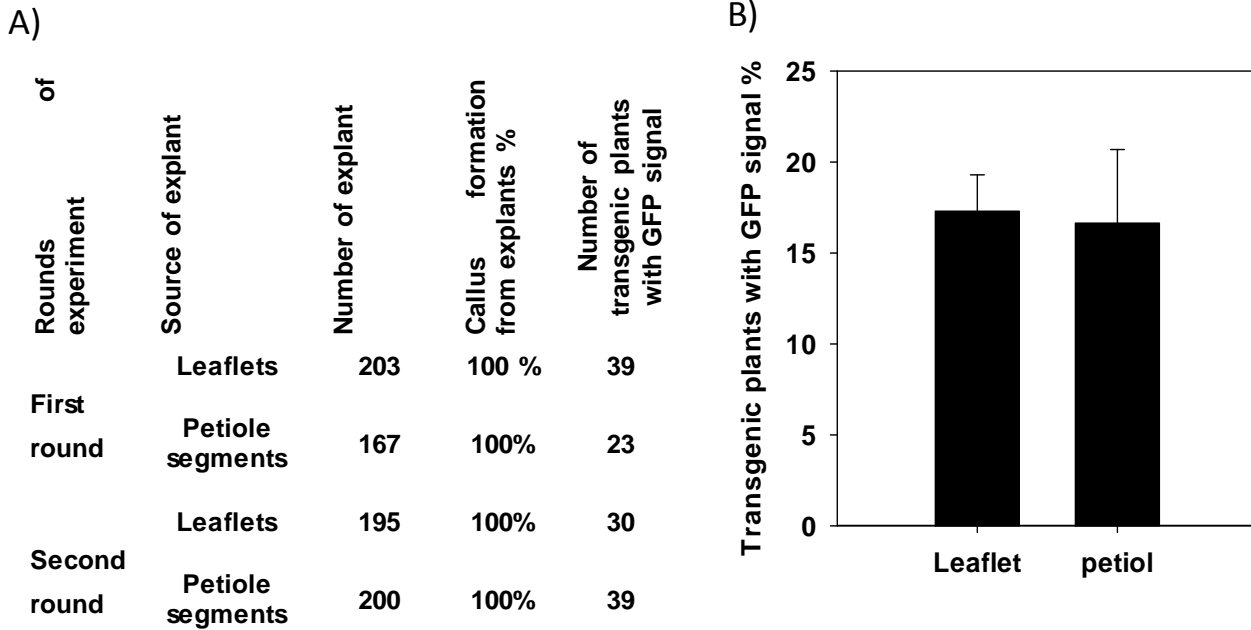 A)
Rounds of
experiment
Source of explant
Number of explant
Callus formation
from explants %
Number of
transgenic plants
with GFP signal
Leaflets 203 100 % 39
First
round
Petiole
segments
167 100% 23
Leaflets 195 100% 30
Second
round
Petiole
segments
200 100% 39
B)
Transgenic plants with GFP signal %
25
20
15
10
5
0
Leaflet petiol